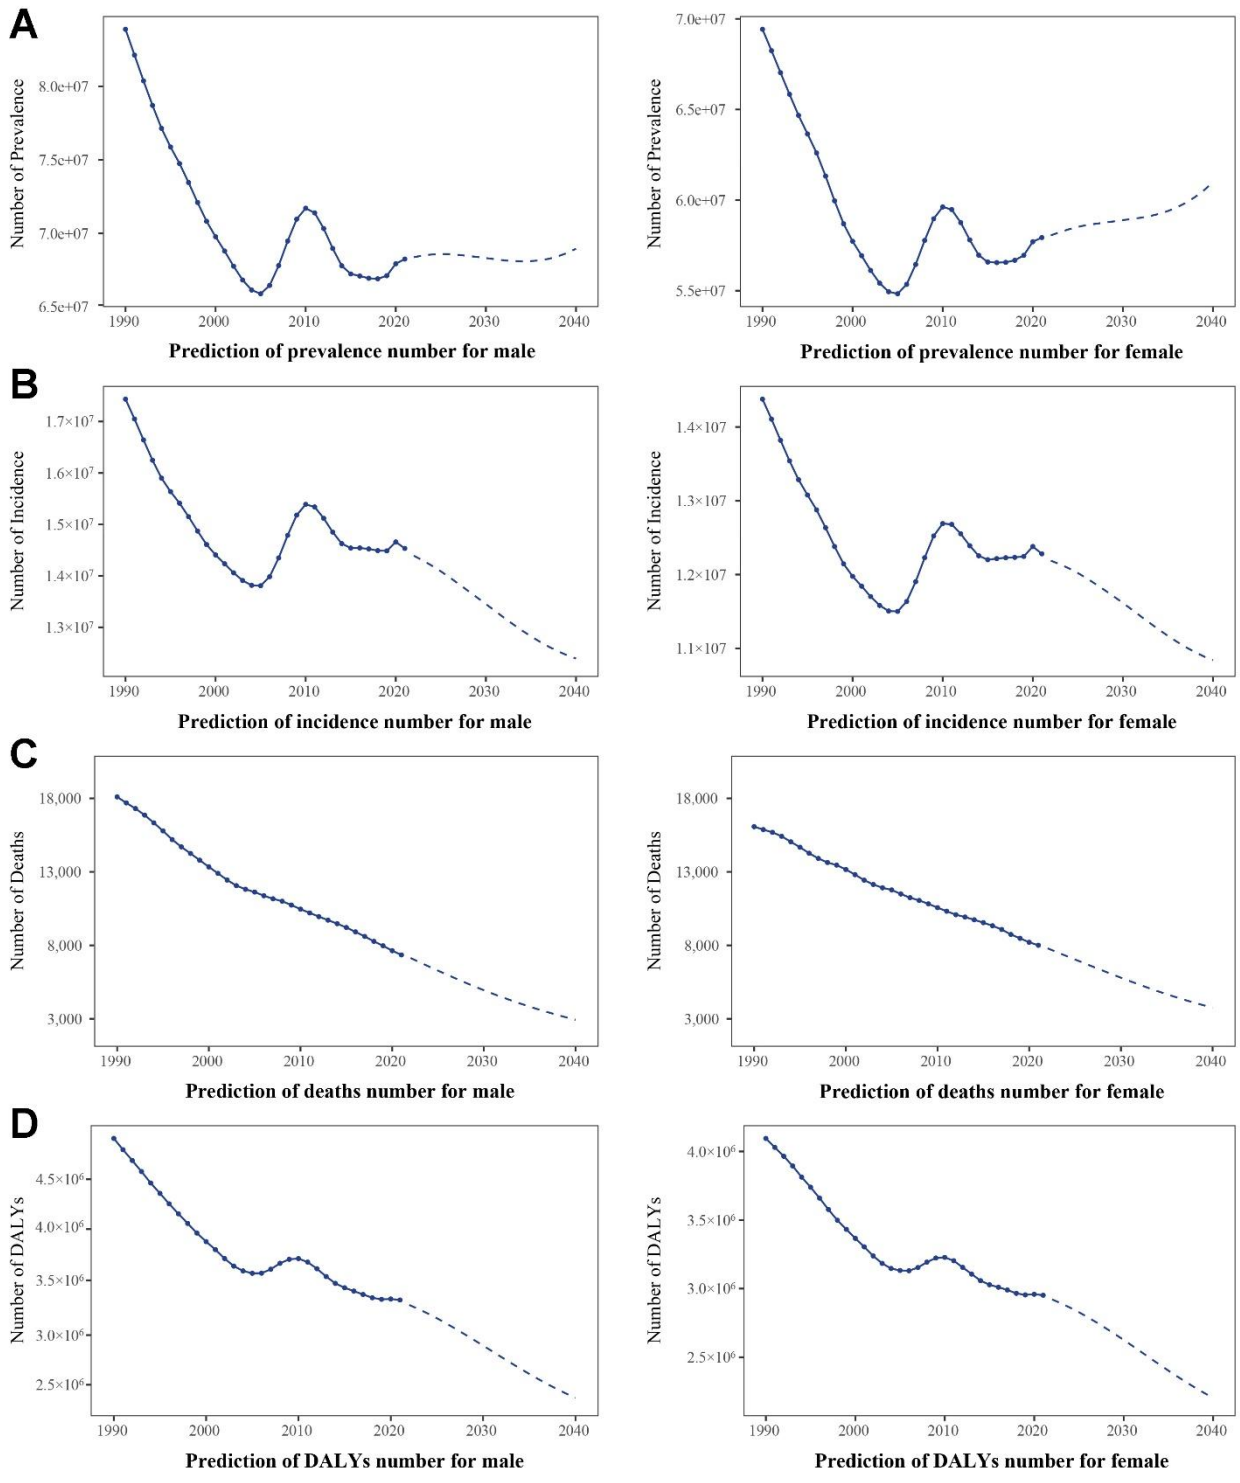 A
Number of Prevalence
8.0e+07
7.5e+07
7.0e+07
6.5e+07
1990 2000 2010 2020 2030 2040
Prediction of prevalence number for male
Number of Prevalence
7.0e+07
6.5e+07
6.0e+07
5.5e+07
1990 2000 2010 2020 2030 2040
Prediction of prevalence number for female
B
Number of Incidence
1.7×10⁷
1.6×10⁷
1.5×10⁷
1.4×10⁷
1.3×10⁷
1990 2000 2010 2020 2030 2040
Prediction of incidence number for male
Number of Incidence
1.4×10⁷
1.3×10⁷
1.2×10⁷
1.1×10⁷
1990 2000 2010 2020 2030 2040
Prediction of incidence number for female
C
Number of Deaths
18,000
13,000
8,000
3,000
1990 2000 2010 2020 2030 2040
Prediction of deaths number for male
Number of Deaths
18,000
13,000
8,000
3,000
1990 2000 2010 2020 2030 2040
Prediction of deaths number for female
D
Number of DALYs
4.5×10⁶
4.0×10⁶
3.5×10⁶
3.0×10⁶
2.5×10⁶
1990 2000 2010 2020 2030 2040
Prediction of DALYs number for male
Number of DALYs
4.0×10⁶
3.5×10⁶
3.0×10⁶
2.5×10⁶
1990 2000 2010 2020 2030 2040
Prediction of DALYs number for female